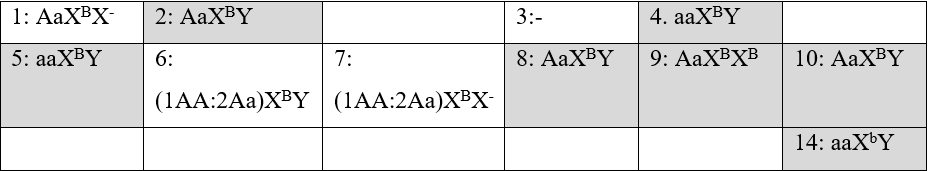 1: AaXᴮX⁻ 2: AaXᴮY 3:- 4. aaXᴮY
5: aaXᴮY 6: 7: 8: AaXᴮY 9: AaXᴮXᴮ 10: AaXᴮY
(1AA:2Aa)XᴮY (1AA:2Aa)XᴮX⁻
14: aaXᵇY